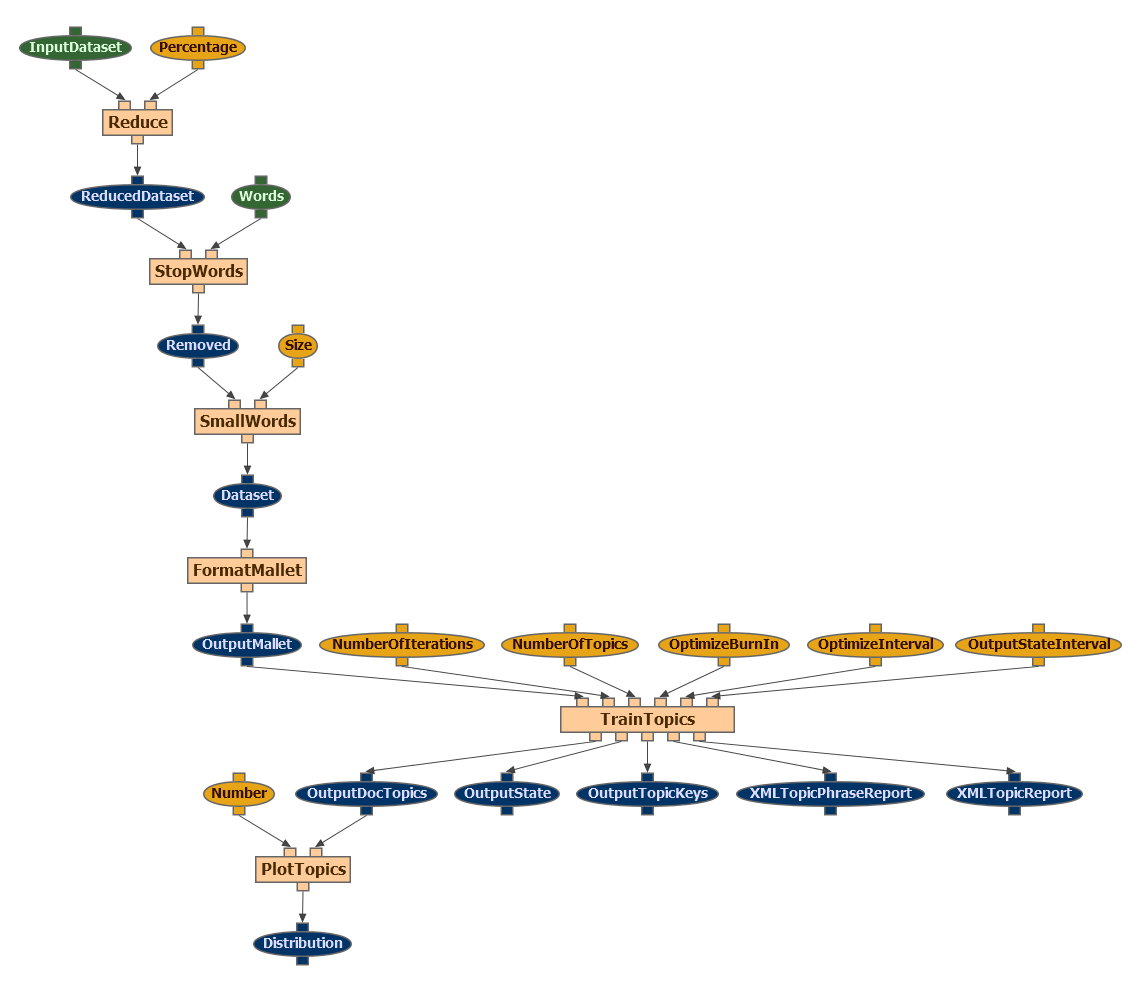 InputDataset
Percentage
Reduce
ReducedDataset
Words
StopWords
Removed
Size
SmallWords
Dataset
FormatMallet
OutputMallet
NumberOfIterations
NumberOfTopics
OptimizeBurnIn
OptimizeInterval
OutputStateInterval
TrainTopics
Number
OutputDocTopics
OutputState
OutputTopicKeys
XMLTopicPhraseReport
XMLTopicReport
PlotTopics
Distribution